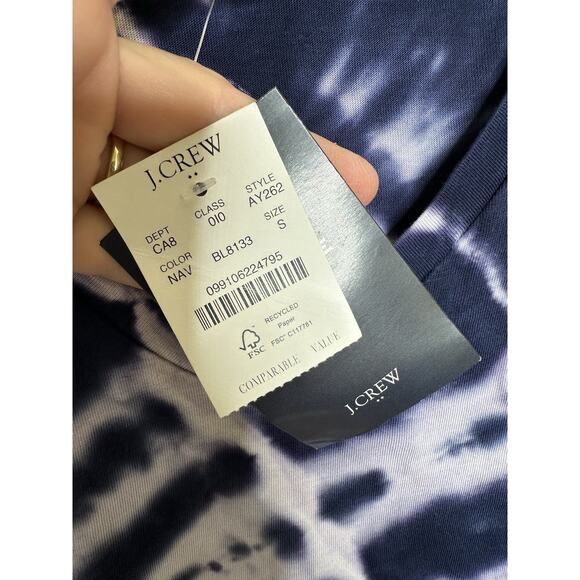 J.CREW
DEPT CLASS STYLE
CA8 010 AY262
COLOR SIZE
NAV BL8133 S
099106224795
RECYCLED
Paper
FSC FSC® C117781
COMPARABLE VALUE
J.CREW